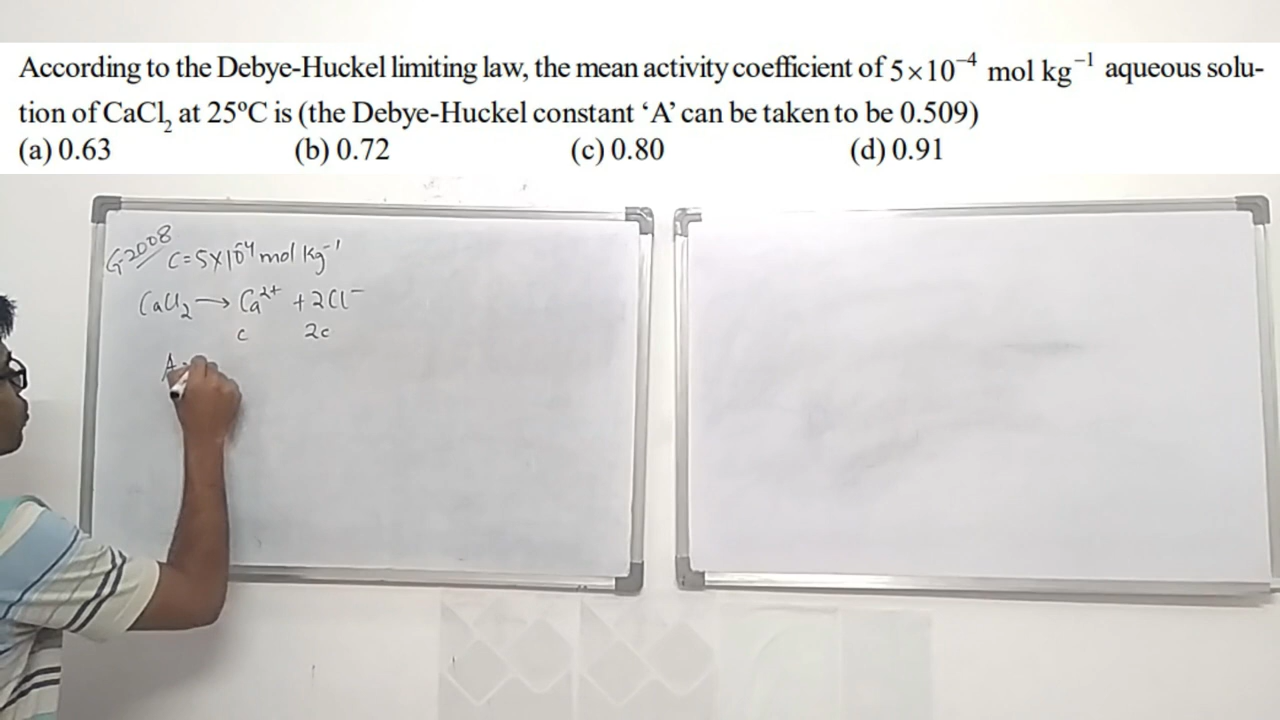 According to the Debye-Huckel limiting law, the mean activity coefficient of 5×10⁻⁴ mol kg⁻¹ aqueous solu-
tion of CaCl₂ at 25ºC is (the Debye-Huckel constant ‘A’ can be taken to be 0.509)
(a) 0.63 (b) 0.72 (c) 0.80 (d) 0.91
G-2008 C=5×10⁻⁴ mol kg⁻¹
CaCl₂ → Ca²⁺ + 2Cl⁻
c 2c
A